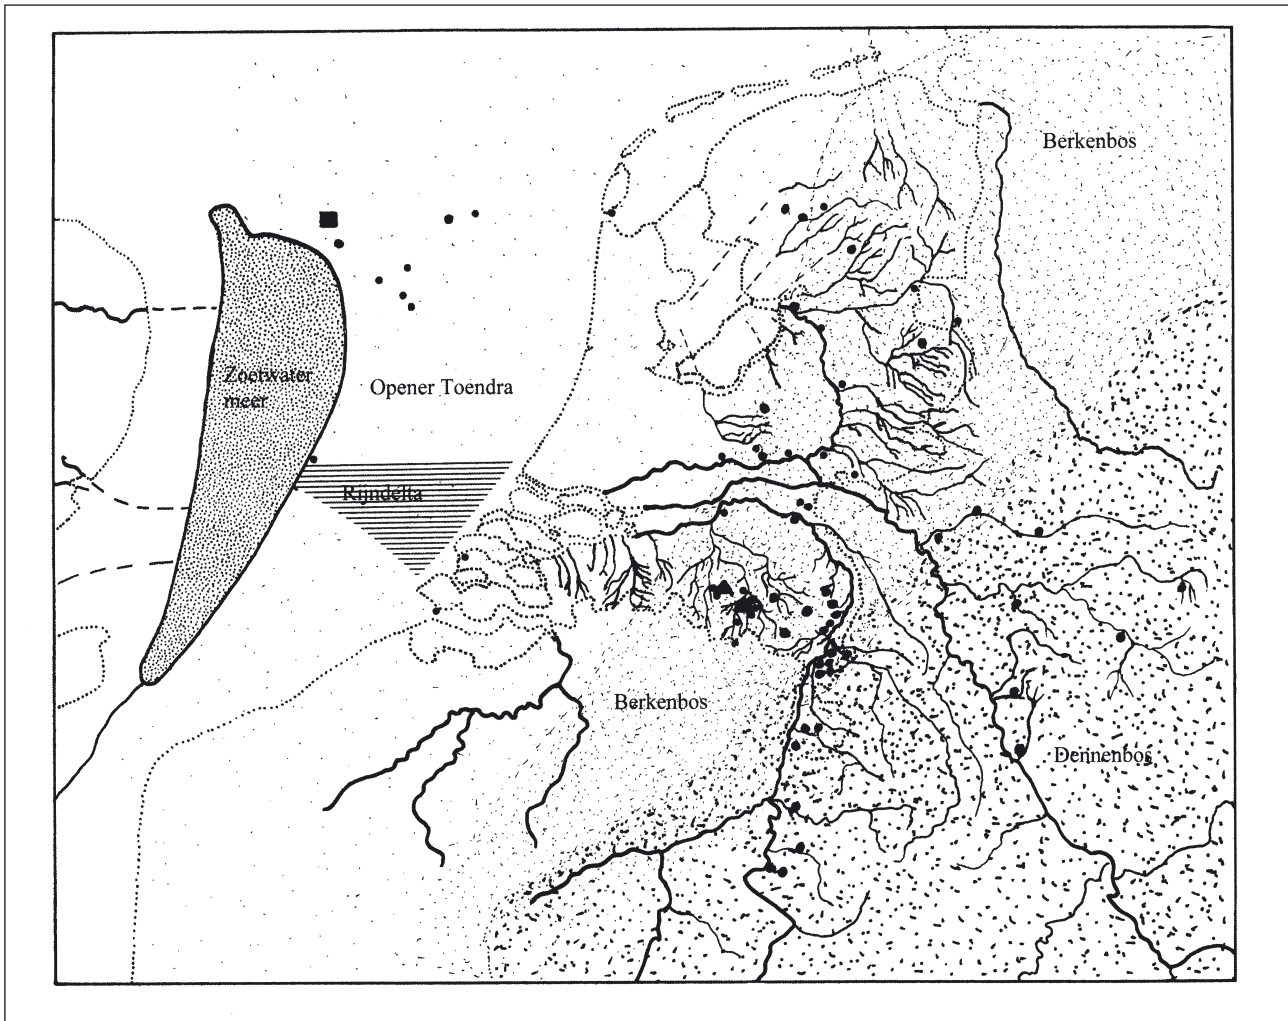 Berkenbos
Zoetwater
meer
Opener Toendra
Rijndelta
Berkenbos
Dennenbos